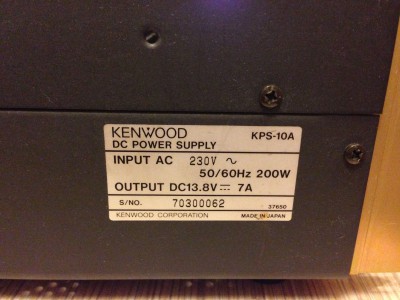 KENWOOD KPS-10A
DC POWER SUPPLY
INPUT AC 230V ~
50/60Hz 200W
OUTPUT DC13.8V⎓ 7A
S/NO. 70300062
37650
KENWOOD CORPORATION MADE IN JAPAN